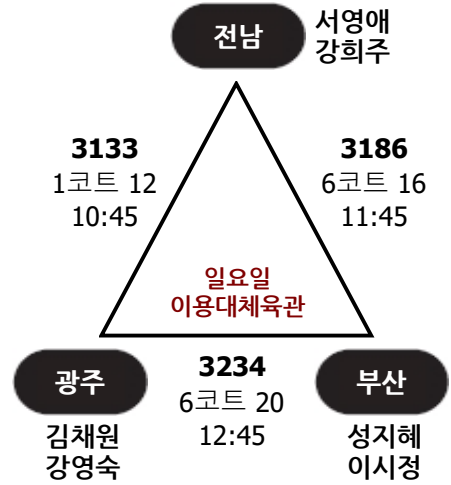 전남
서영애
강희주
3133
1코트 12
10:45
3186
6코트 16
11:45
일요일
이용대체육관
광주
김채원
강영숙
3234
6코트 20
12:45
부산
성지혜
이시정